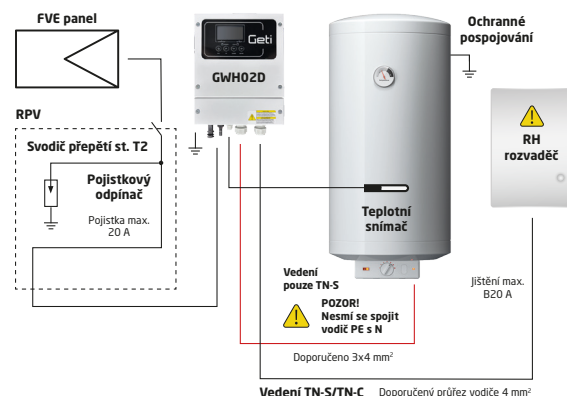 FVE panel
RPV
Svodič přepětí st. T2
Pojistkový
odpínač
Pojistka max.
20 A
Geti
GWH02D
Ochranné
pospojování
RH
rozvaděč
Teplotní
snímač
Vedení
pouze TN-S
POZOR!
Nesmí se spojit
vodič PE s N
Jištění max.
B20 A
Doporučeno 3x4 mm²
Vedení TN-S/TN-C Doporučený průřez vodiče 4 mm²